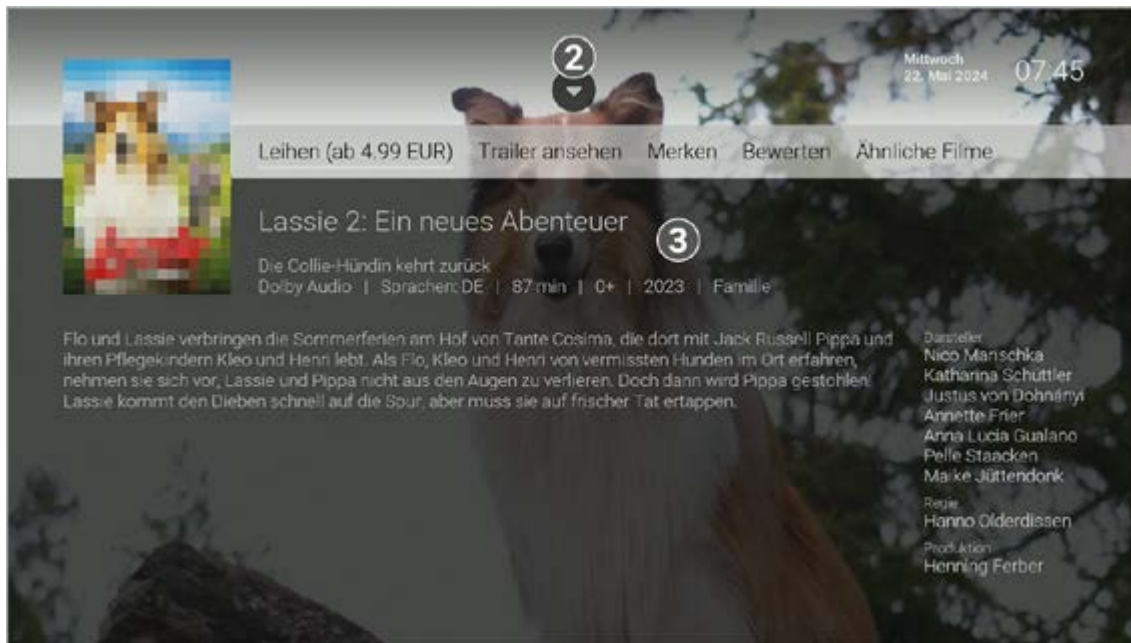 2
Mittwoch
22. Mai 2024
07:45
Leihen (ab 4.99 EUR) Trailer ansehen Merken Bewerten Ähnliche Filme
Lassie 2: Ein neues Abenteuer
3
Die Collie-Hündin kehrt zurück
Dolby Audio | Sprachen: DE | 87 min | 0+ | 2023 | Familie
Flo und Lassie verbringen die Sommerferien am Hof von Tante Cosima, die dort mit Jack Russell Pippa und
ihren Pflegekindern Kleo und Henri lebt. Als Flo, Kleo und Henri von vermissten Hunden im Ort erfahren,
nehmen sie sich vor, Lassie und Pippa nicht aus den Augen zu verlieren. Doch dann wird Pippa gestohlen!
Lassie kommt den Dieben schnell auf die Spur, aber muss sie auf frischer Tat ertappen.
Darsteller
Nico Marischka
Katharina Schüttler
Justus von Dohnányi
Annette Frier
Anna Lucia Gualano
Pelle Staacken
Maike Jüttendonk
Regie
Hanno Olderdissen
Produktion
Henning Ferber